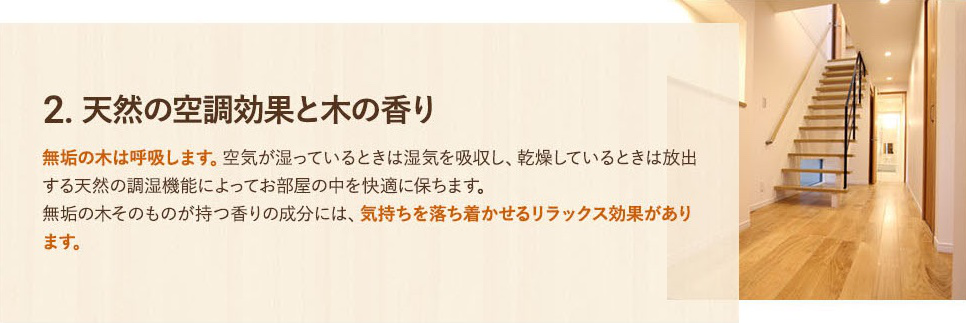 2. 天然の空調効果と木の香り
無垢の木は呼吸します。空気が湿っているときは湿気を吸収し、乾燥しているときは放出
する天然の調湿機能によってお部屋の中を快適に保ちます。
無垢の木そのものが持つ香りの成分には、気持ちを落ち着かせるリラックス効果があり
ます。